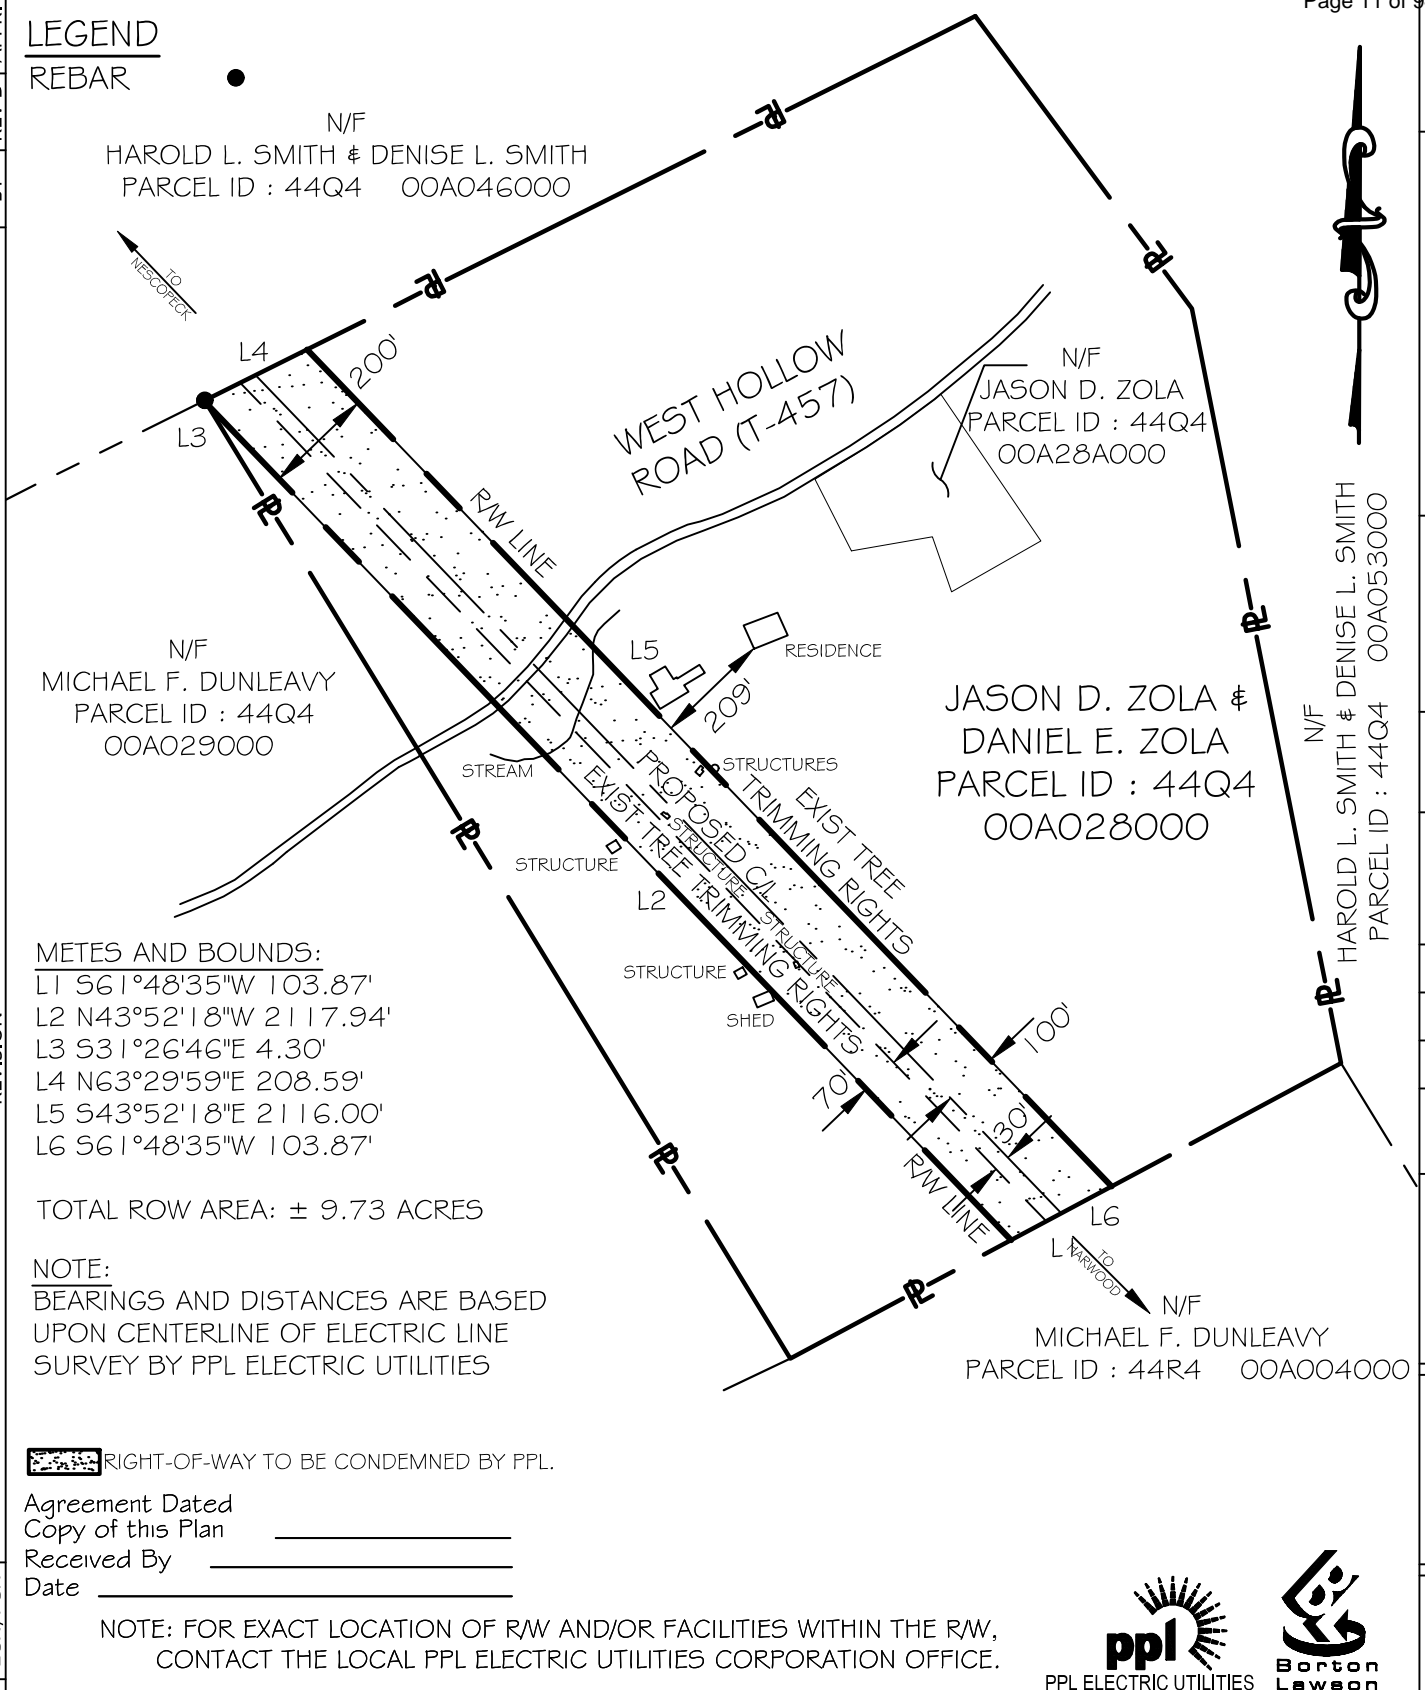 Page 11 of 9
LEGEND
REBAR
N/F
HAROLD L. SMITH & DENISE L. SMITH
PARCEL ID : 44Q4 00A046000
TO
NESCOPECK
L4
200'
L3
WEST HOLLOW
ROAD (T-457)
N/F
JASON D. ZOLA
PARCEL ID : 44Q4
00A28A000
R/W LINE
N/F
HAROLD L. SMITH & DENISE L. SMITH
PARCEL ID : 44Q4 00A053000
N/F
MICHAEL F. DUNLEAVY
PARCEL ID : 44Q4
00A029000
L5
RESIDENCE
209'
JASON D. ZOLA &
DANIEL E. ZOLA
PARCEL ID : 44Q4
00A028000
STREAM
STRUCTURES
PROPOSED C/L
EXIST TREE
TRIMMING RIGHTS
EXIST TREE TRIMMING RIGHTS
STRUCTURE
STRUCTURE
STRUCTURE
L2
STRUCTURE
SHED
METES AND BOUNDS:
L1 S61°48'35"W 103.87'
L2 N43°52'18"W 2117.94'
L3 S31°26'46"E 4.30'
L4 N63°29'59"E 208.59'
L5 S43°52'18"E 2116.00'
L6 S61°48'35"W 103.87'
TOTAL ROW AREA: ± 9.73 ACRES
100'
70'
30'
R/W LINE
L6
TO
HARWOOD
N/F
MICHAEL F. DUNLEAVY
PARCEL ID : 44R4 00A004000
NOTE:
BEARINGS AND DISTANCES ARE BASED
UPON CENTERLINE OF ELECTRIC LINE
SURVEY BY PPL ELECTRIC UTILITIES
RIGHT-OF-WAY TO BE CONDEMNED BY PPL.
Agreement Dated
Copy of this Plan
Received By
Date
NOTE: FOR EXACT LOCATION OF R/W AND/OR FACILITIES WITHIN THE R/W,
CONTACT THE LOCAL PPL ELECTRIC UTILITIES CORPORATION OFFICE.
ppl
PPL ELECTRIC UTILITIES
Borton
Lawson